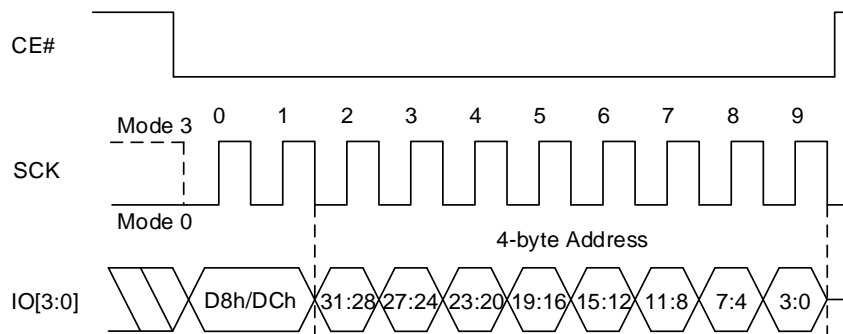 CE#
Mode 3
0 1 2 3 4 5 6 7 8 9
SCK
Mode 0
4-byte Address
IO[3:0]
D8h/DCh 31:28 27:24 23:20 19:16 15:12 11:8 7:4 3:0